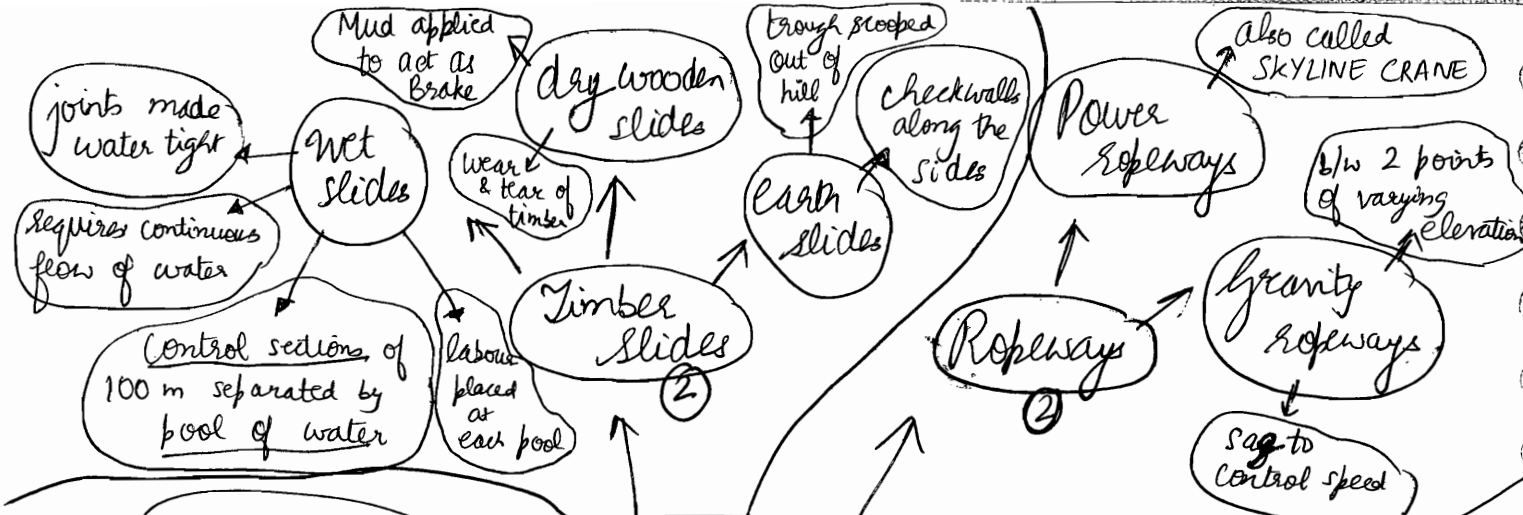 Mud applied
to act as
Brake
dry wooden
slides
trough scooped
out of
hill
checkwalls
along the
sides
also called
SKYLINE CRANE
joints made
water tight
Wet
slides
wear
& tear of
timber
earth
slides
Power
ropeways
b/w 2 points
of varying
elevation
requires continuous
flow of water
Control sections of
100 m separated by
pool of water
labour
placed
at
each pool
Timber
slides
2
Ropeways
2
Gravity
ropeways
sag to
control speed